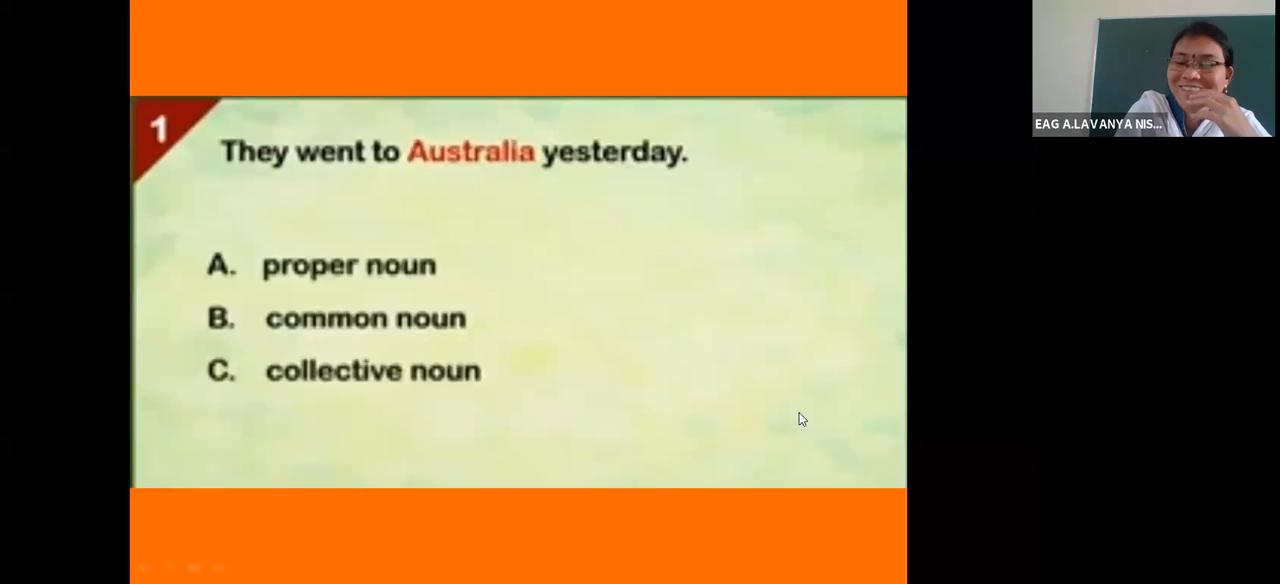 1
They went to Australia yesterday.
A. proper noun
B. common noun
C. collective noun
EAG A.LAVANYA NIS...